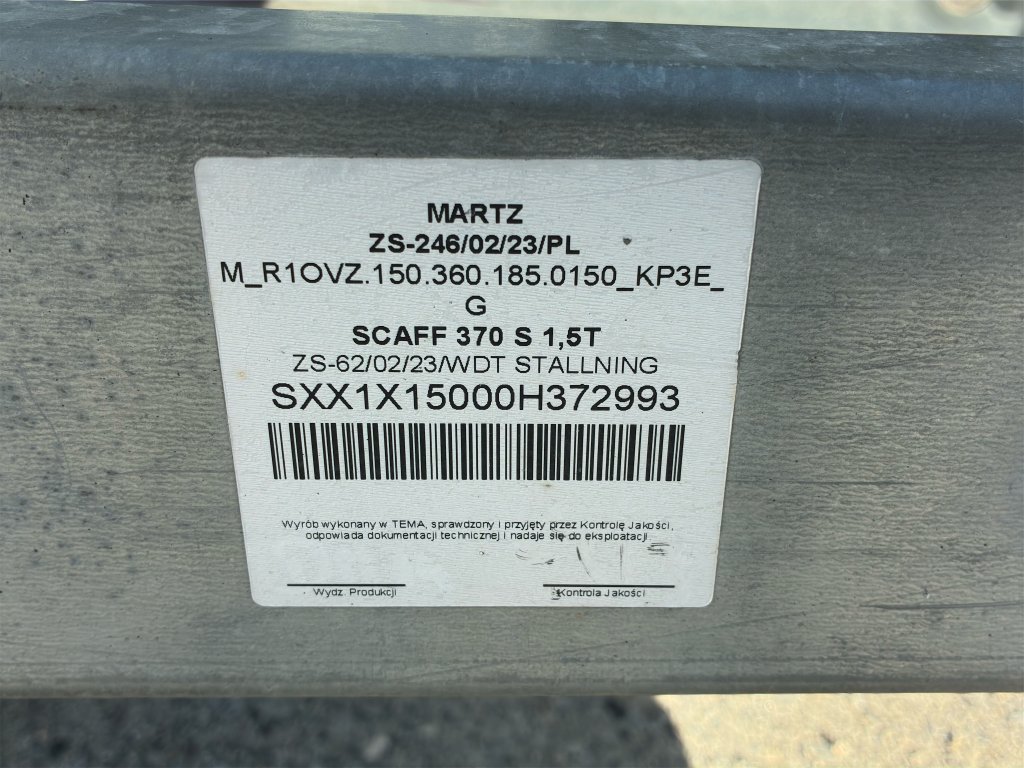 MARTZ
ZS-246/02/23/PL
M_R1OVZ.150.360.185.0150_KP3E_
G
SCAFF 370 S 1,5T
ZS-62/02/23/WDT STALLNING
SXX1X15000H372993
Wyrób wykonany w TEMA, sprawdzony i przyjęty przez Kontrolę Jakości,
odpowiada dokumentacji technicznej i nadaje się do eksploatacji
Wydz. Produkcji
Kontrola Jakości